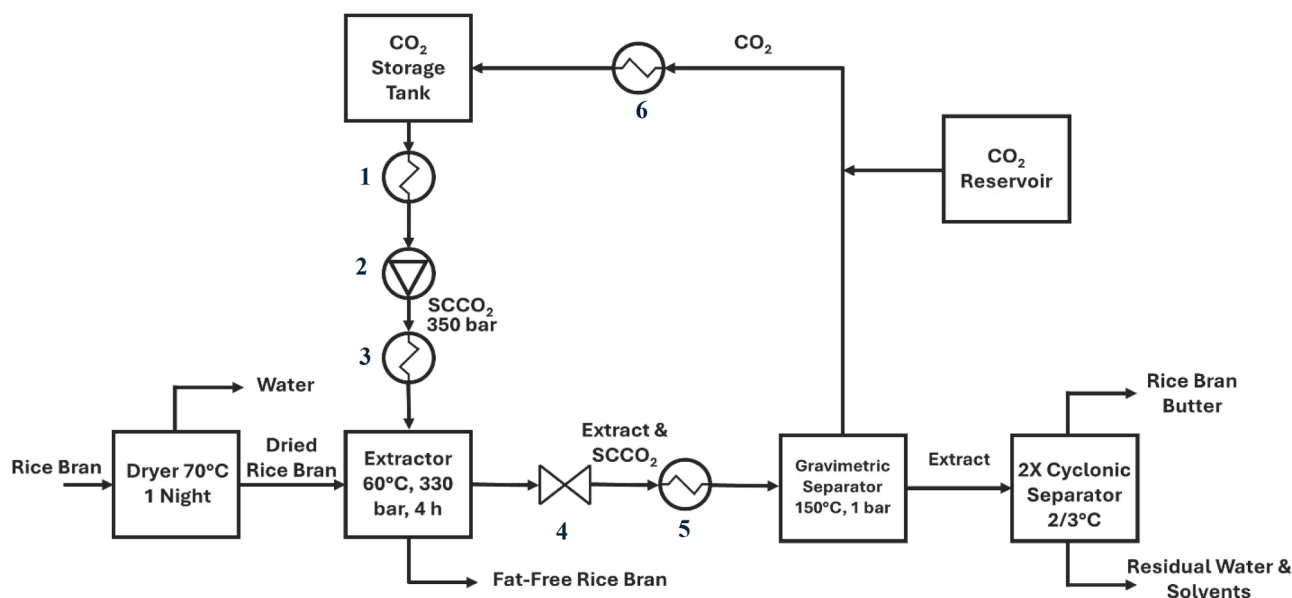 CO₂
Storage
Tank
CO₂
6
CO₂
Reservoir
1
2
SCCO₂
350 bar
3
Water
Rice Bran
Dryer 70°C
1 Night
Dried
Rice Bran
Extractor
60°C, 330
bar, 4 h
Fat-Free Rice Bran
Extract &
SCCO₂
4
5
Gravimetric
Separator
150°C, 1 bar
Extract
2X Cyclonic
Separator
2/3°C
Rice Bran
Butter
Residual Water &
Solvents